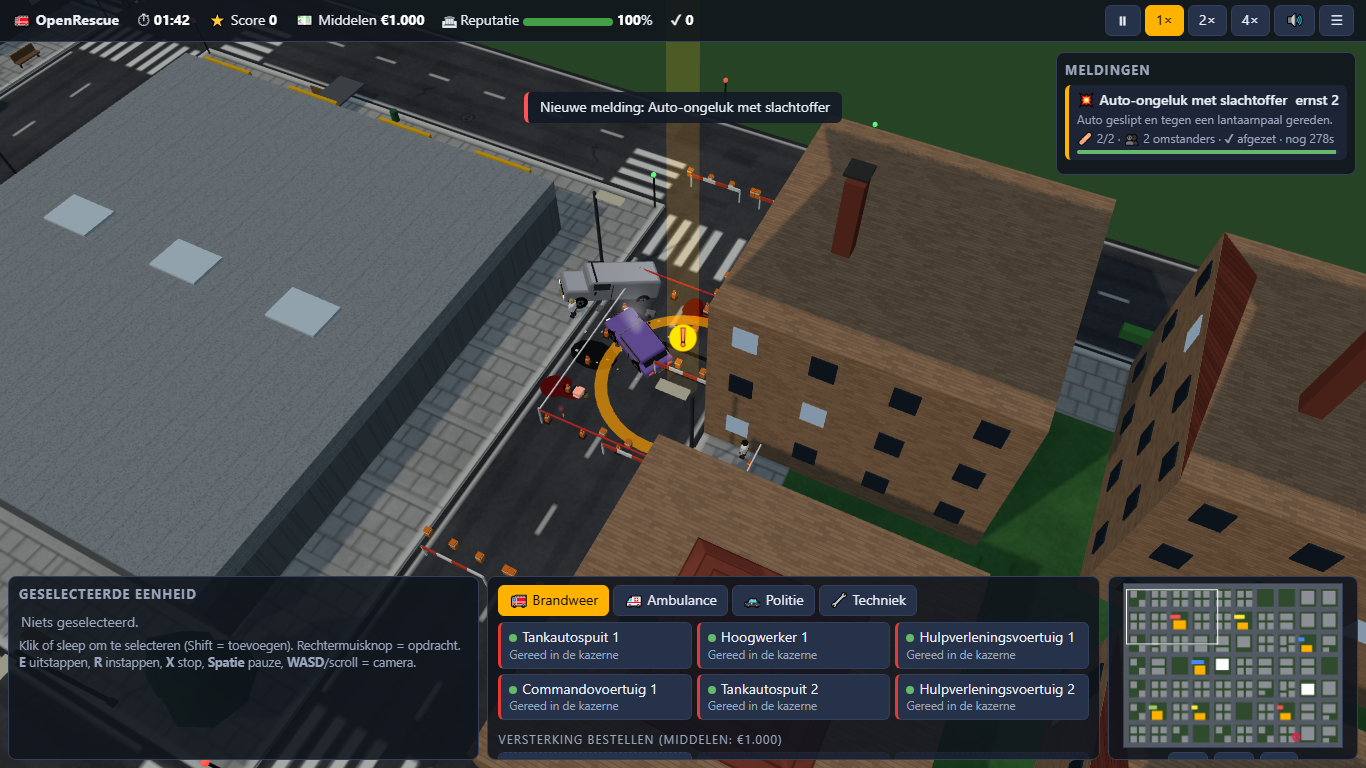 OpenRescue 01:42 Score 0 Middelen €1.000 Reputatie 100% ✓ 0
1× 2× 4×
MELDINGEN
Auto-ongeluk met slachtoffer ernst 2
Auto geslipt en tegen een lantaarnpaal gereden.
2/2 · 2 omstanders · ✓ afgezet · nog 278s
Nieuwe melding: Auto-ongeluk met slachtoffer
!
GESELECTEERDE EENHEID
Niets geselecteerd.
Klik of sleep om te selecteren (Shift = toevoegen). Rechtermuisknop = opdracht.
E uitstappen, R instappen, X stop, Spatie pauze, WASD/scroll = camera.
Brandweer Ambulance Politie Techniek
Tankautospuit 1
Gereed in de kazerne
Hoogwerker 1
Gereed in de kazerne
Hulpverleningsvoertuig 1
Gereed in de kazerne
Commandovoertuig 1
Gereed in de kazerne
Tankautospuit 2
Gereed in de kazerne
Hulpverleningsvoertuig 2
Gereed in de kazerne
VERSTERKING BESTELLEN (MIDDELEN: €1.000)